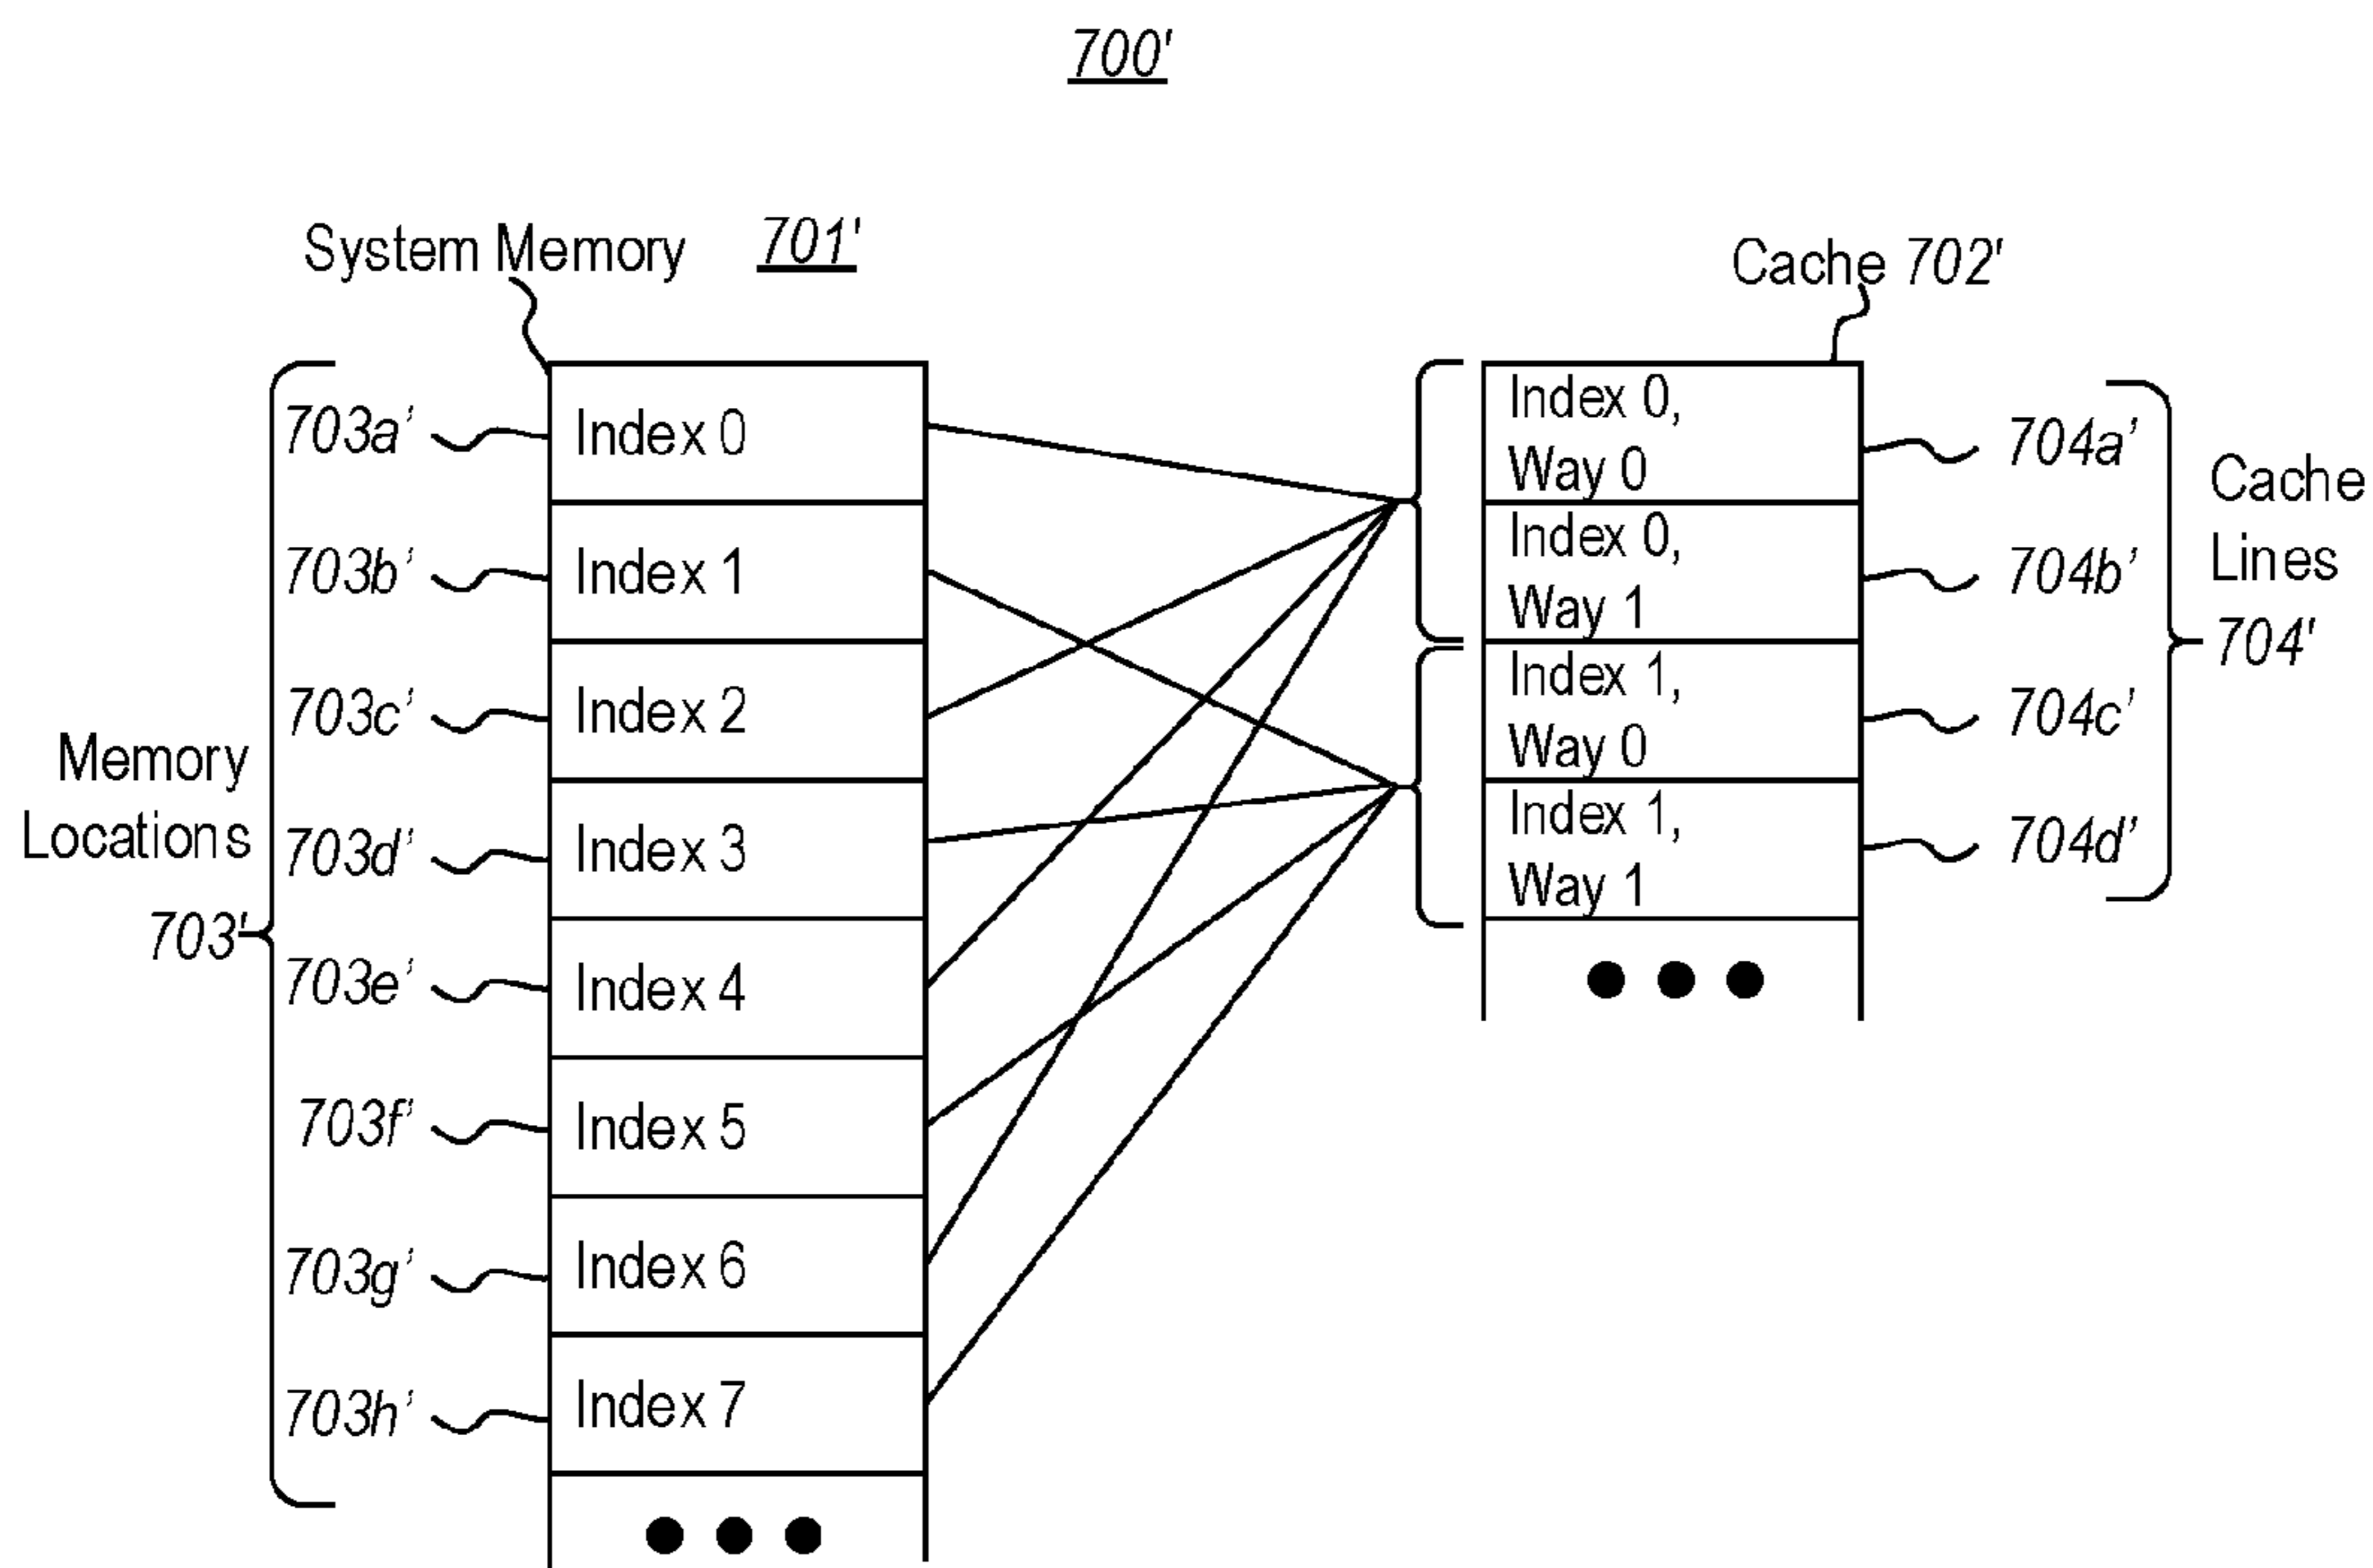 700'
System Memory 701'
Cache 702'
Memory
Locations
703'
703a'
703b'
703c'
703d'
703e'
703f'
703g'
703h'
Index 0
Index 1
Index 2
Index 3
Index 4
Index 5
Index 6
Index 7
Index 0,
Way 0
Index 0,
Way 1
Index 1,
Way 0
Index 1,
Way 1
704a'
704b'
704c'
704d'
Cache
Lines
704'